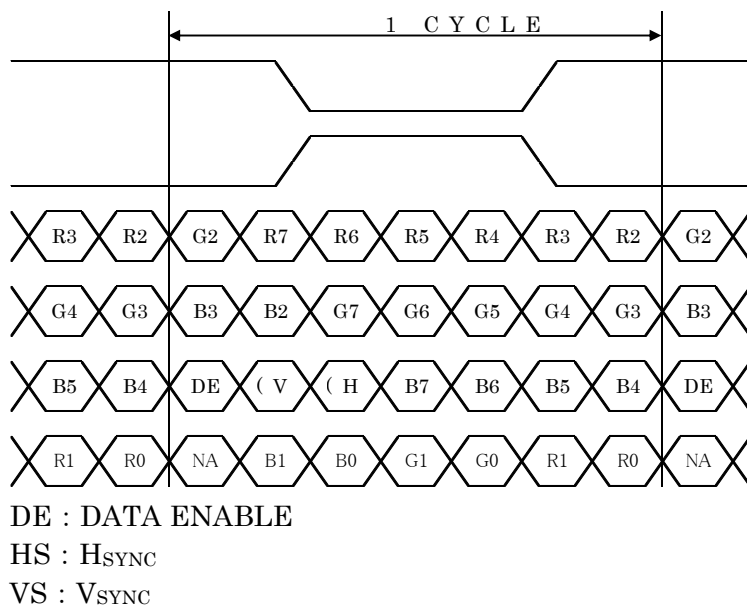 1 CYCLE
R3 R2 G2 R7 R6 R5 R4 R3 R2 G2
G4 G3 B3 B2 G7 G6 G5 G4 G3 B3
B5 B4 DE ( V ( H B7 B6 B5 B4 DE
R1 R0 NA B1 B0 G1 G0 R1 R0 NA
DE : DATA ENABLE
HS : HSYNC
VS : VSYNC